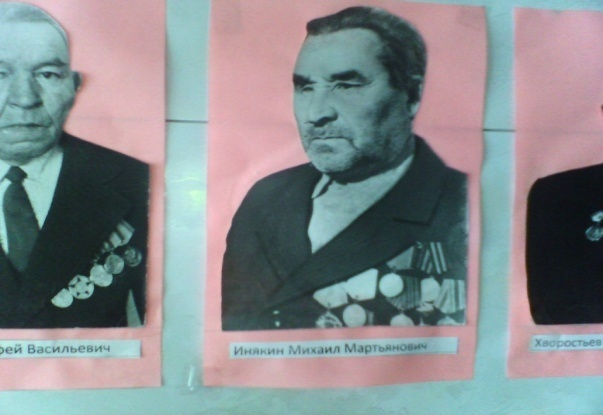 фей Васильевич
Инякин Михаил Мартьянович
Хворостьев